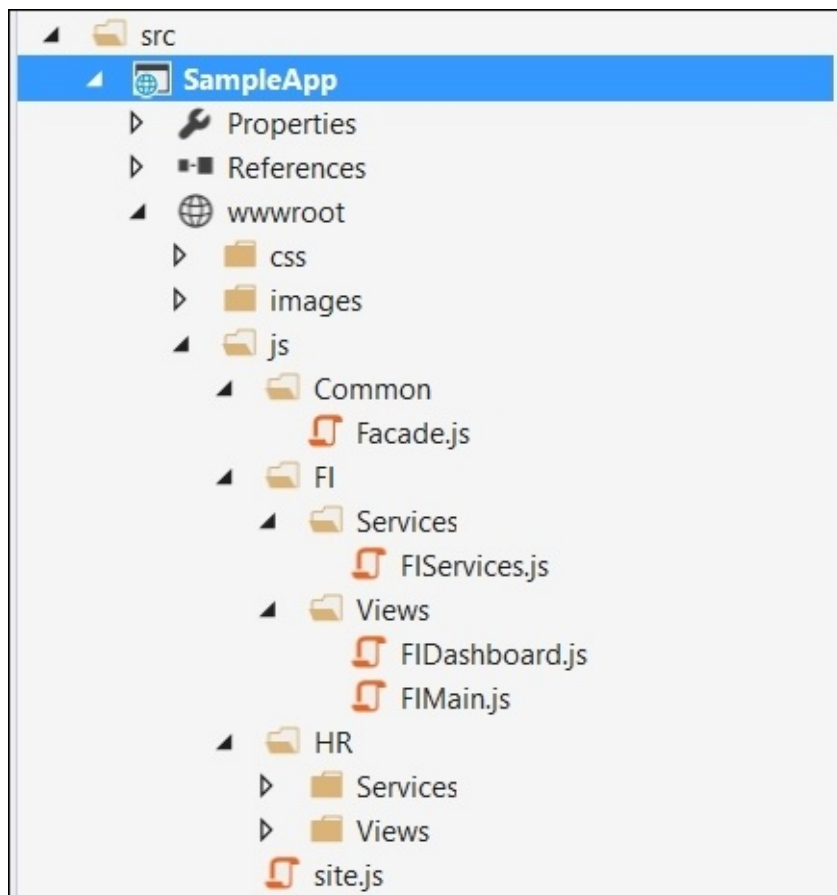 src
SampleApp
Properties
References
wwwroot
css
images
js
Common
Facade.js
FI
Services
FIServices.js
Views
FIDashboard.js
FIMain.js
HR
Services
Views
site.js